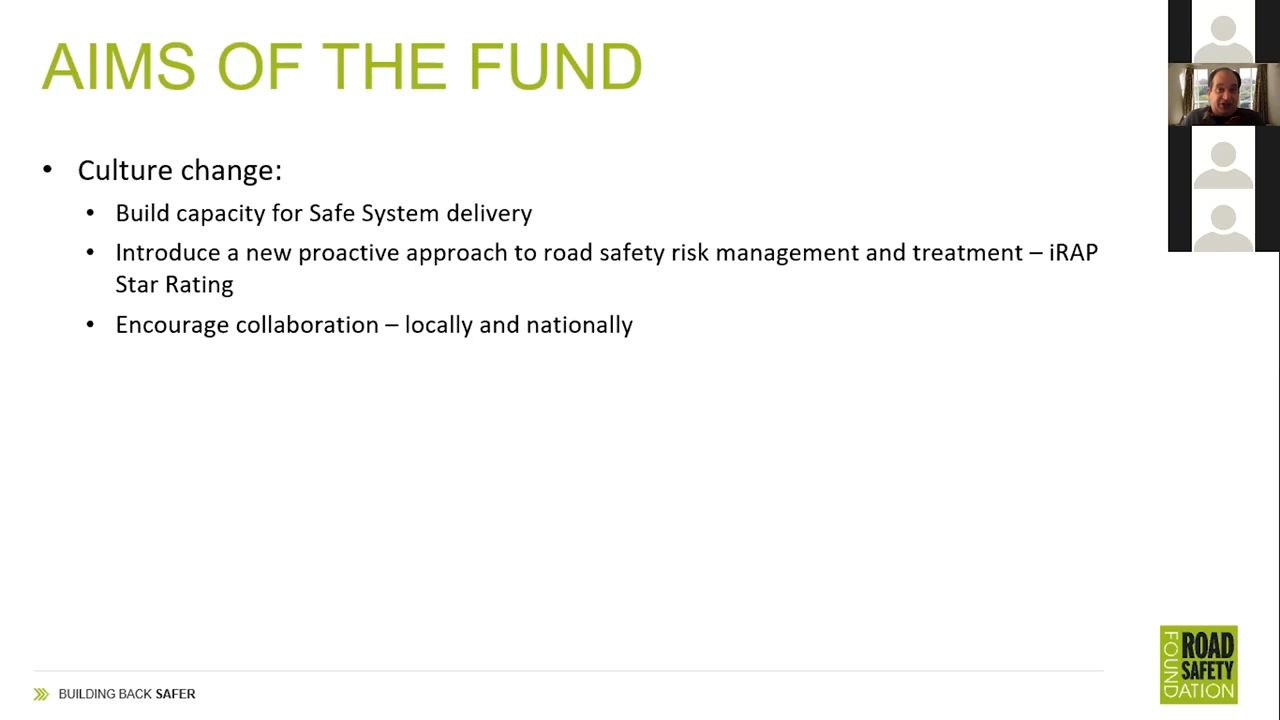 AIMS OF THE FUND
• Culture change:
• Build capacity for Safe System delivery
• Introduce a new proactive approach to road safety risk management and treatment – iRAP
Star Rating
• Encourage collaboration – locally and nationally
BUILDING BACK SAFER
ROAD
SAFETY
FOUNDATION